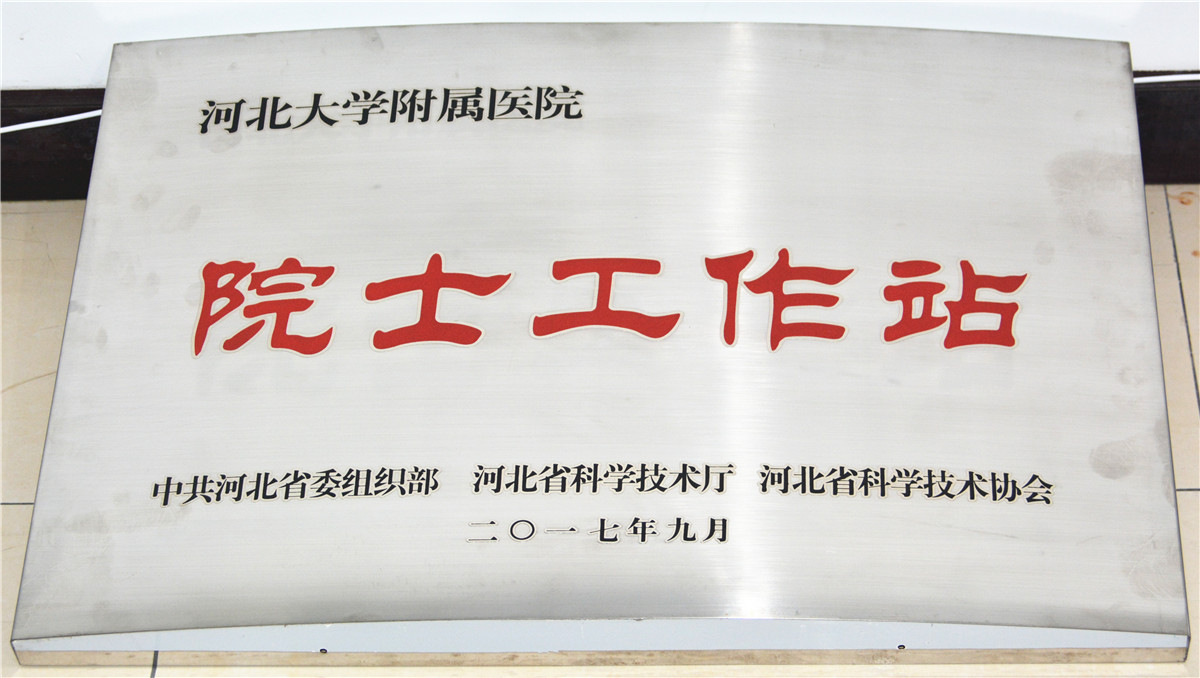 河北大学附属医院
院士工作站
中共河北省委组织部 河北省科学技术厅 河北省科学技术协会
二〇一七年九月